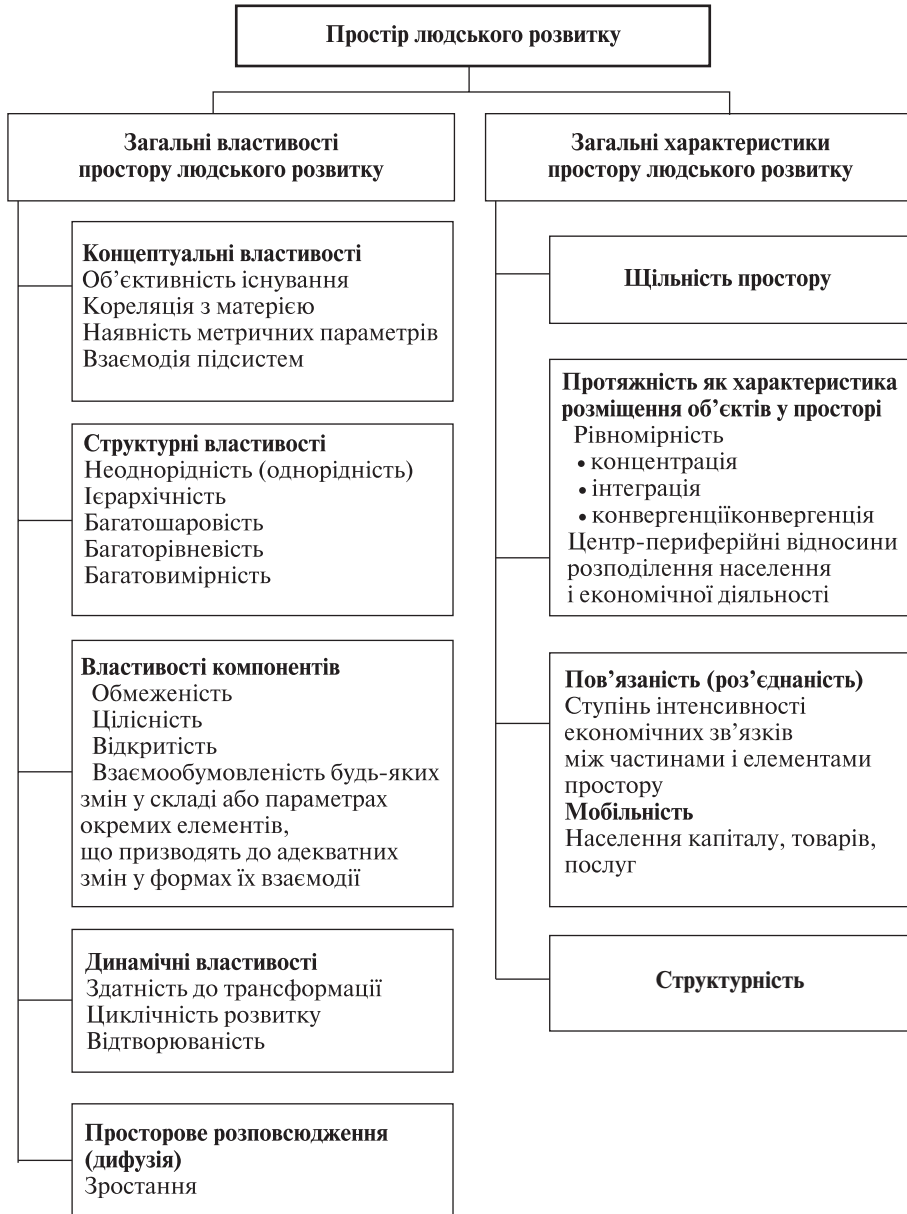 Простір людського розвитку
Загальні властивості
простору людського розвитку
Концептуальні властивості
Об’єктивність існування
Кореляція з матерією
Наявність метричних параметрів
Взаємодія підсистем
Структурні властивості
Неоднорідність (однорідність)
Ієрархічність
Багатошаровість
Багаторівневість
Багатовимірність
Властивості компонентів
Обмеженість
Цілісність
Відкритість
Взаємообумовленість будь-яких
змін у складі або параметрах
окремих елементів,
що призводять до адекватних
змін у формах їх взаємодії
Динамічні властивості
Здатність до трансформації
Циклічність розвитку
Відтворюваність
Просторове розповсюдження
(дифузія)
Зростання
Загальні характеристики
простору людського розвитку
Щільність простору
Протяжність як характеристика
розміщення об’єктів у просторі
Рівномірність
• концентрація
• інтеграція
• конвергенціїконвергенція
Центр-периферійні відносини
розподілення населення
і економічної діяльності
Пов’язаність (роз’єднаність)
Ступінь інтенсивності
економічних зв’язків
між частинами і елементами
простору
Мобільність
Населення капіталу, товарів,
послуг
Структурність